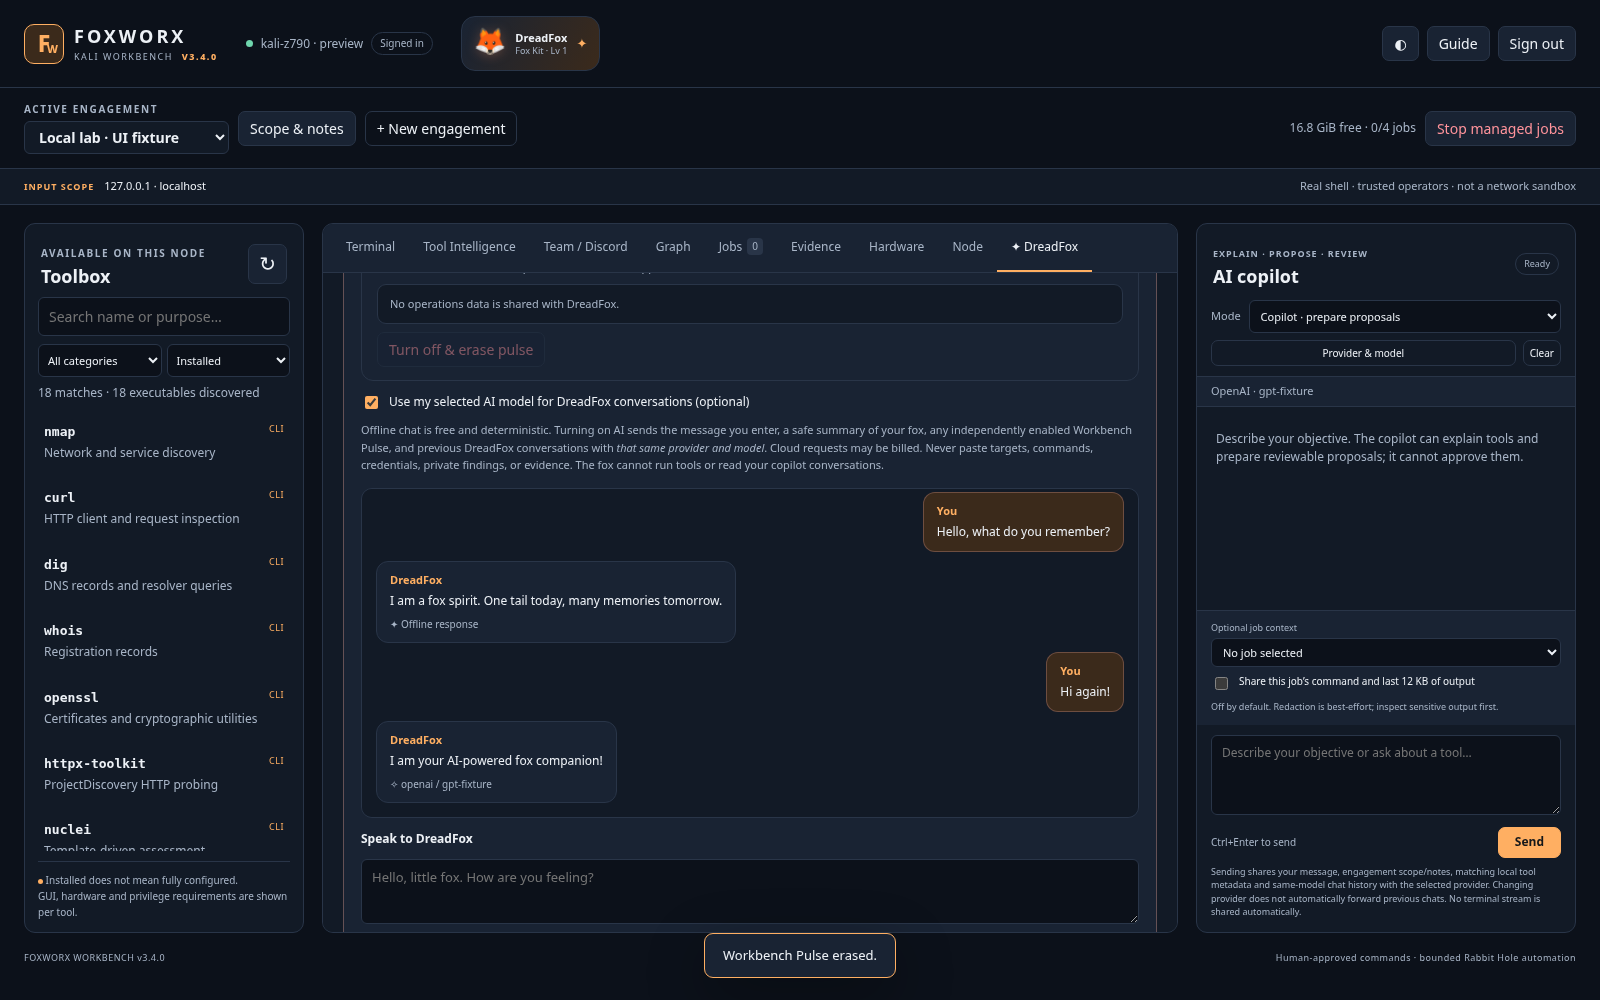 FW
FOXWORX
KALI WORKBENCH V3.4.0
kali-z790 · preview
Signed in
DreadFox
Fox Kit · Lv 1
Guide
Sign out
ACTIVE ENGAGEMENT
Local lab · UI fixture
Scope & notes
+ New engagement
16.8 GiB free · 0/4 jobs
Stop managed jobs
INPUT SCOPE 127.0.0.1 · localhost
Real shell · trusted operators · not a network sandbox
AVAILABLE ON THIS NODE
Toolbox
Search name or purpose...
All categories
Installed
18 matches · 18 executables discovered
nmap CLI
Network and service discovery
curl CLI
HTTP client and request inspection
dig CLI
DNS records and resolver queries
whois CLI
Registration records
openssl CLI
Certificates and cryptographic utilities
httpx-toolkit CLI
ProjectDiscovery HTTP probing
nuclei CLI
Template-driven assessment
Installed does not mean fully configured.
GUI, hardware and privilege requirements are shown
per tool.
Terminal
Tool Intelligence
Team / Discord
Graph
Jobs 0
Evidence
Hardware
Node
✦ DreadFox
No operations data is shared with DreadFox.
Turn off & erase pulse
Use my selected AI model for DreadFox conversations (optional)
Offline chat is free and deterministic. Turning on AI sends the message you enter, a safe summary of your fox, any independently enabled Workbench
Pulse, and previous DreadFox conversations with that same provider and model. Cloud requests may be billed. Never paste targets, commands,
credentials, private findings, or evidence. The fox cannot run tools or read your copilot conversations.
You
Hello, what do you remember?
DreadFox
I am a fox spirit. One tail today, many memories tomorrow.
✦ Offline response
You
Hi again!
DreadFox
I am your AI-powered fox companion!
✧ openai / gpt-fixture
Speak to DreadFox
Hello, little fox. How are you feeling?
EXPLAIN · PROPOSE · REVIEW
AI copilot
Ready
Mode
Copilot · prepare proposals
Provider & model
Clear
OpenAI · gpt-fixture
Describe your objective. The copilot can explain tools and
prepare reviewable proposals; it cannot approve them.
Optional job context
No job selected
Share this job's command and last 12 KB of output
Off by default. Redaction is best-effort; inspect sensitive output first.
Describe your objective or ask about a tool...
Ctrl+Enter to send
Send
Sending shares your message, engagement scope/notes, matching local tool
metadata and same-model chat history with the selected provider. Changing
provider does not automatically forward previous chats. No terminal stream is
shared automatically.
Workbench Pulse erased.
FOXWORX WORKBENCH v3.4.0
Human-approved commands · bounded Rabbit Hole automation